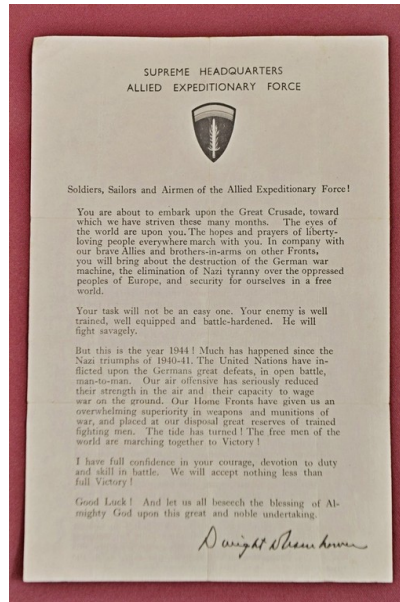 SUPREME HEADQUARTERS
ALLIED EXPEDITIONARY FORCE
Soldiers, Sailors and Airmen of the Allied Expeditionary Force!
You are about to embark upon the Great Crusade, toward
which we have striven these many months. The eyes of
the world are upon you. The hopes and prayers of liberty-
loving people everywhere march with you. In company with
our brave Allies and brothers-in-arms on other Fronts,
you will bring about the destruction of the German war
machine, the elimination of Nazi tyranny over the oppressed
peoples of Europe, and security for ourselves in a free
world.
Your task will not be an easy one. Your enemy is well
trained, well equipped and battle-hardened. He will
fight savagely.
But this is the year 1944! Much has happened since the
Nazi triumphs of 1940-41. The United Nations have in-
flicted upon the Germans great defeats, in open battle,
man-to-man. Our air offensive has seriously reduced
their strength in the air and their capacity to wage
war on the ground. Our Home Fronts have given us an
overwhelming superiority in weapons and munitions of
war, and placed at our disposal great reserves of trained
fighting men. The tide has turned! The free men of the
world are marching together to Victory!
I have full confidence in your courage, devotion to duty
and skill in battle. We will accept nothing less than
full Victory!
Good Luck! And let us all beseech the blessing of Al-
mighty God upon this great and noble undertaking.
Dwight D Eisenhower